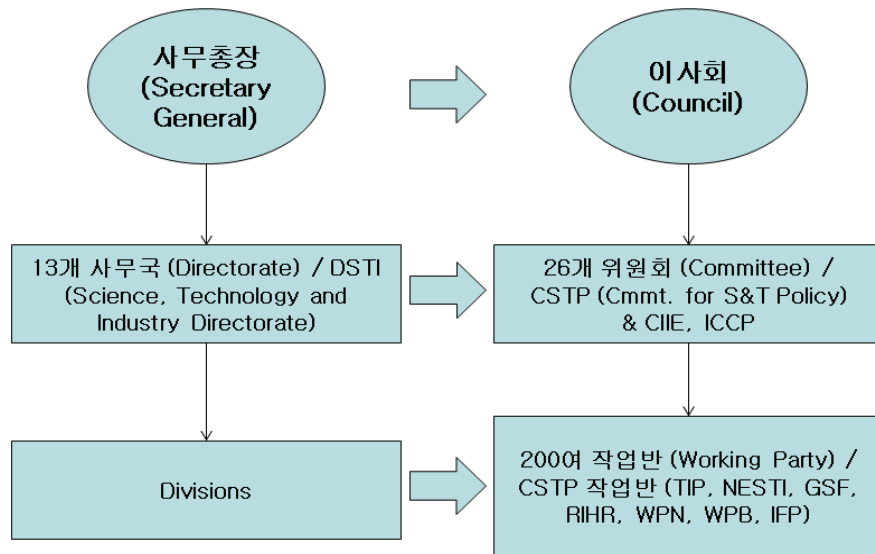 사무총장
(Secretary
General)
이사회
(Council)
13개 사무국 (Directorate) / DSTI
(Science, Technology and
Industry Directorate)
26개 위원회 (Committee) /
CSTP (Cmmt. for S&T Policy)
& CIIE, ICCP
Divisions
200여 작업반 (Working Party) /
CSTP 작업반 (TIP, NESTI, GSF,
RIHR, WPN, WPB, IFP)